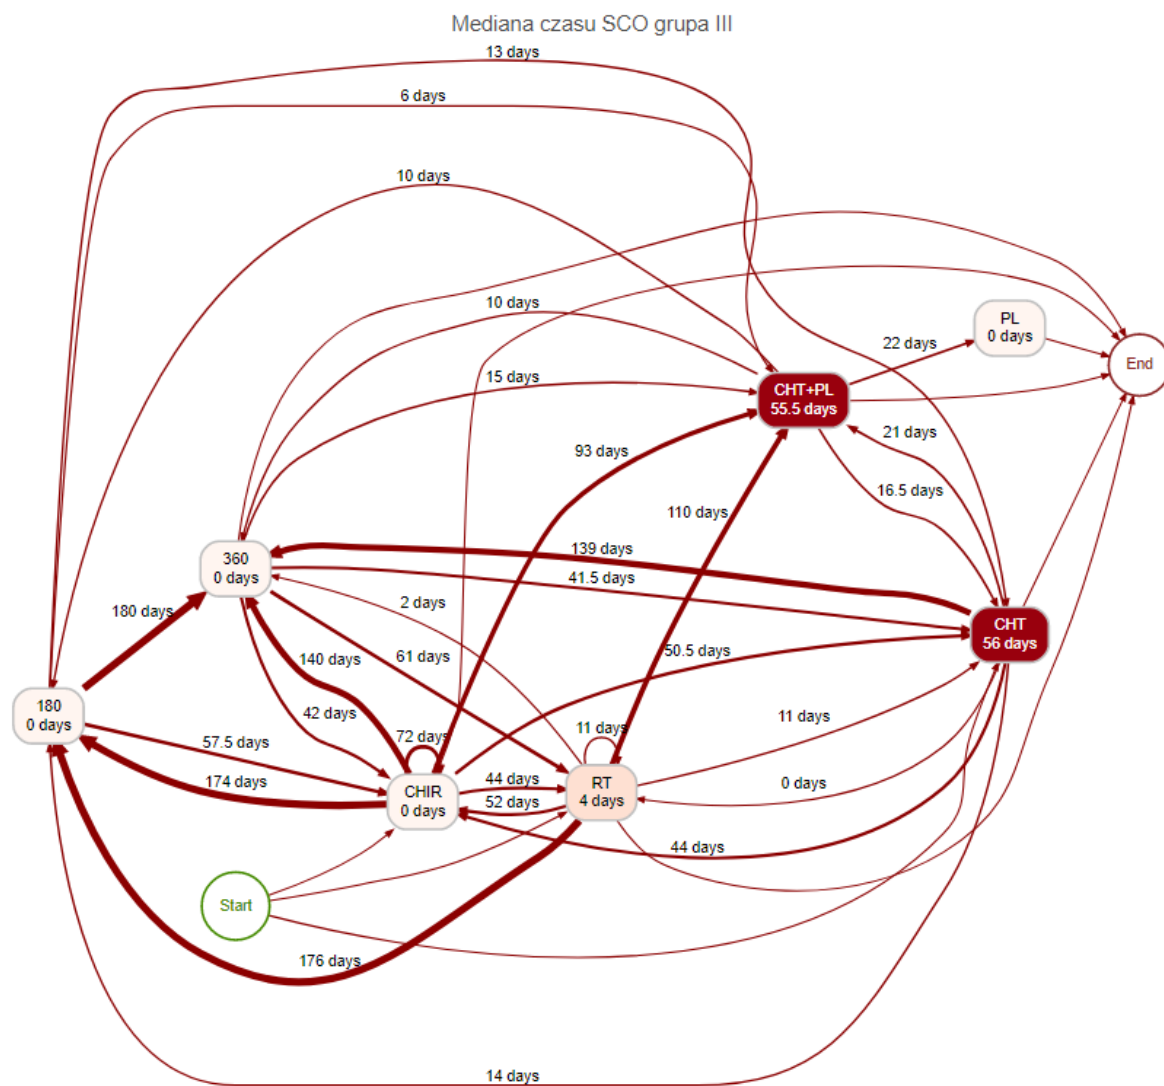 Mediana czasu SCO grupa III
13 days
6 days
10 days
10 days
15 days
PL
0 days
22 days
End
CHT+PL
55.5 days
93 days
21 days
16.5 days
110 days
360
0 days
139 days
41.5 days
180 days
2 days
CHT
56 days
140 days
61 days
50.5 days
180
0 days
42 days
57.5 days
72 days
11 days
11 days
174 days
CHIR
0 days
44 days
52 days
RT
4 days
0 days
44 days
Start
176 days
14 days